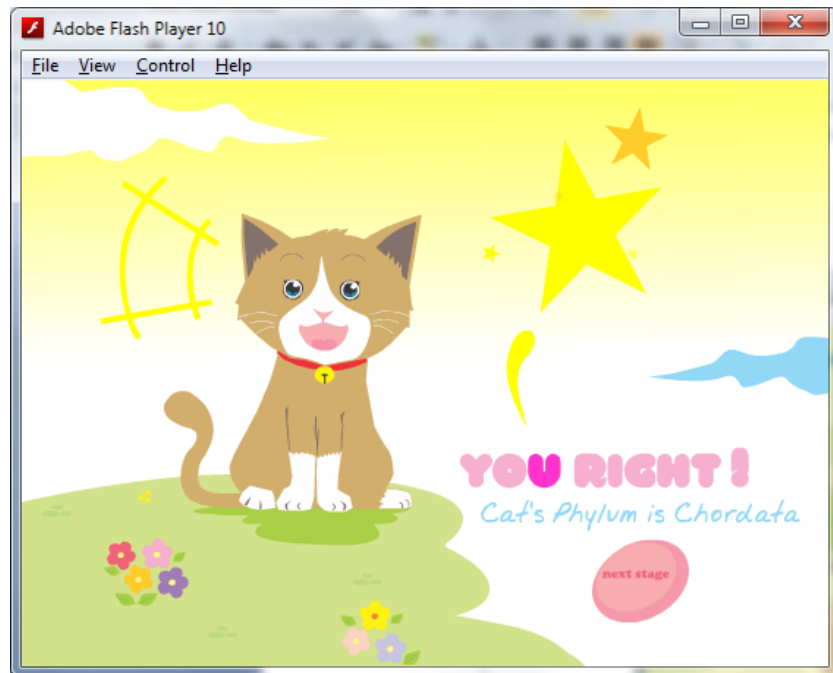 Adobe Flash Player 10
File View Control Help
YOU RIGHT!
Cat's Phylum is Chordata
next stage